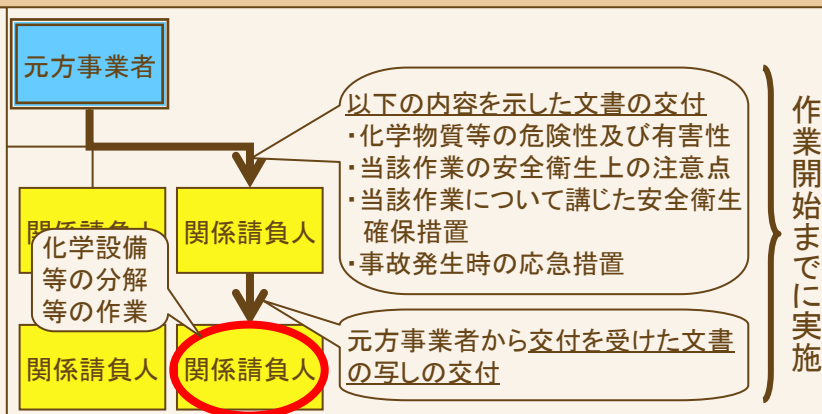 元方事業者
以下の内容を示した文書の交付
・化学物質等の危険性及び有害性
・当該作業の安全衛生上の注意点
・当該作業について講じた安全衛生
確保措置
・事故発生時の応急措置
作業開始までに実施
関係請負人
関係請負人
化学設備
等の分解
等の作業
元方事業者から交付を受けた文書
の写しの交付
関係請負人
関係請負人